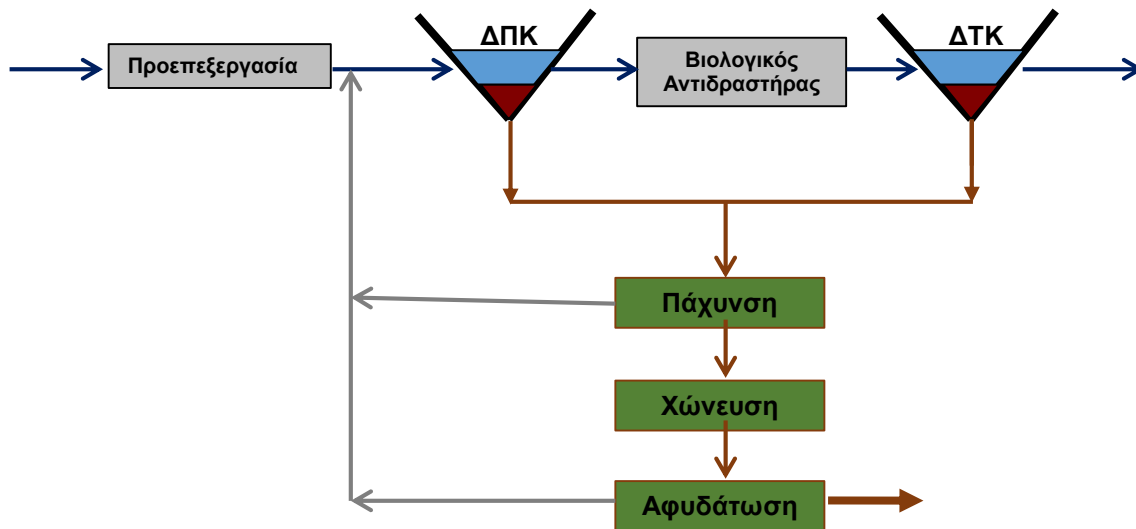 ΔΠΚ
ΔΤΚ
Προεπεξεργασία
Βιολογικός
Αντιδραστήρας
Πάχυνση
Χώνευση
Αφυδάτωση